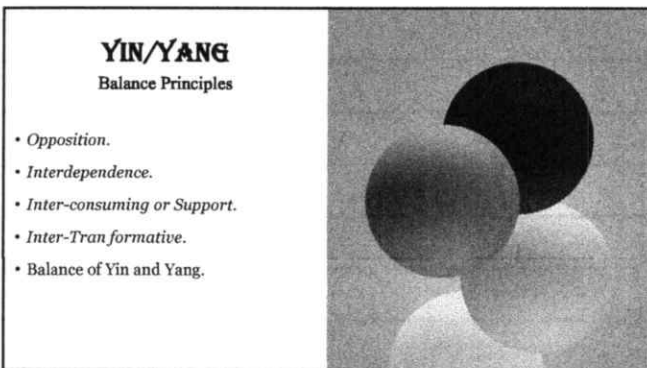 YIN/YANG
Balance Principles
• Opposition.
• Interdependence.
• Inter-consuming or Support.
• Inter-Tran formative.
• Balance of Yin and Yang.